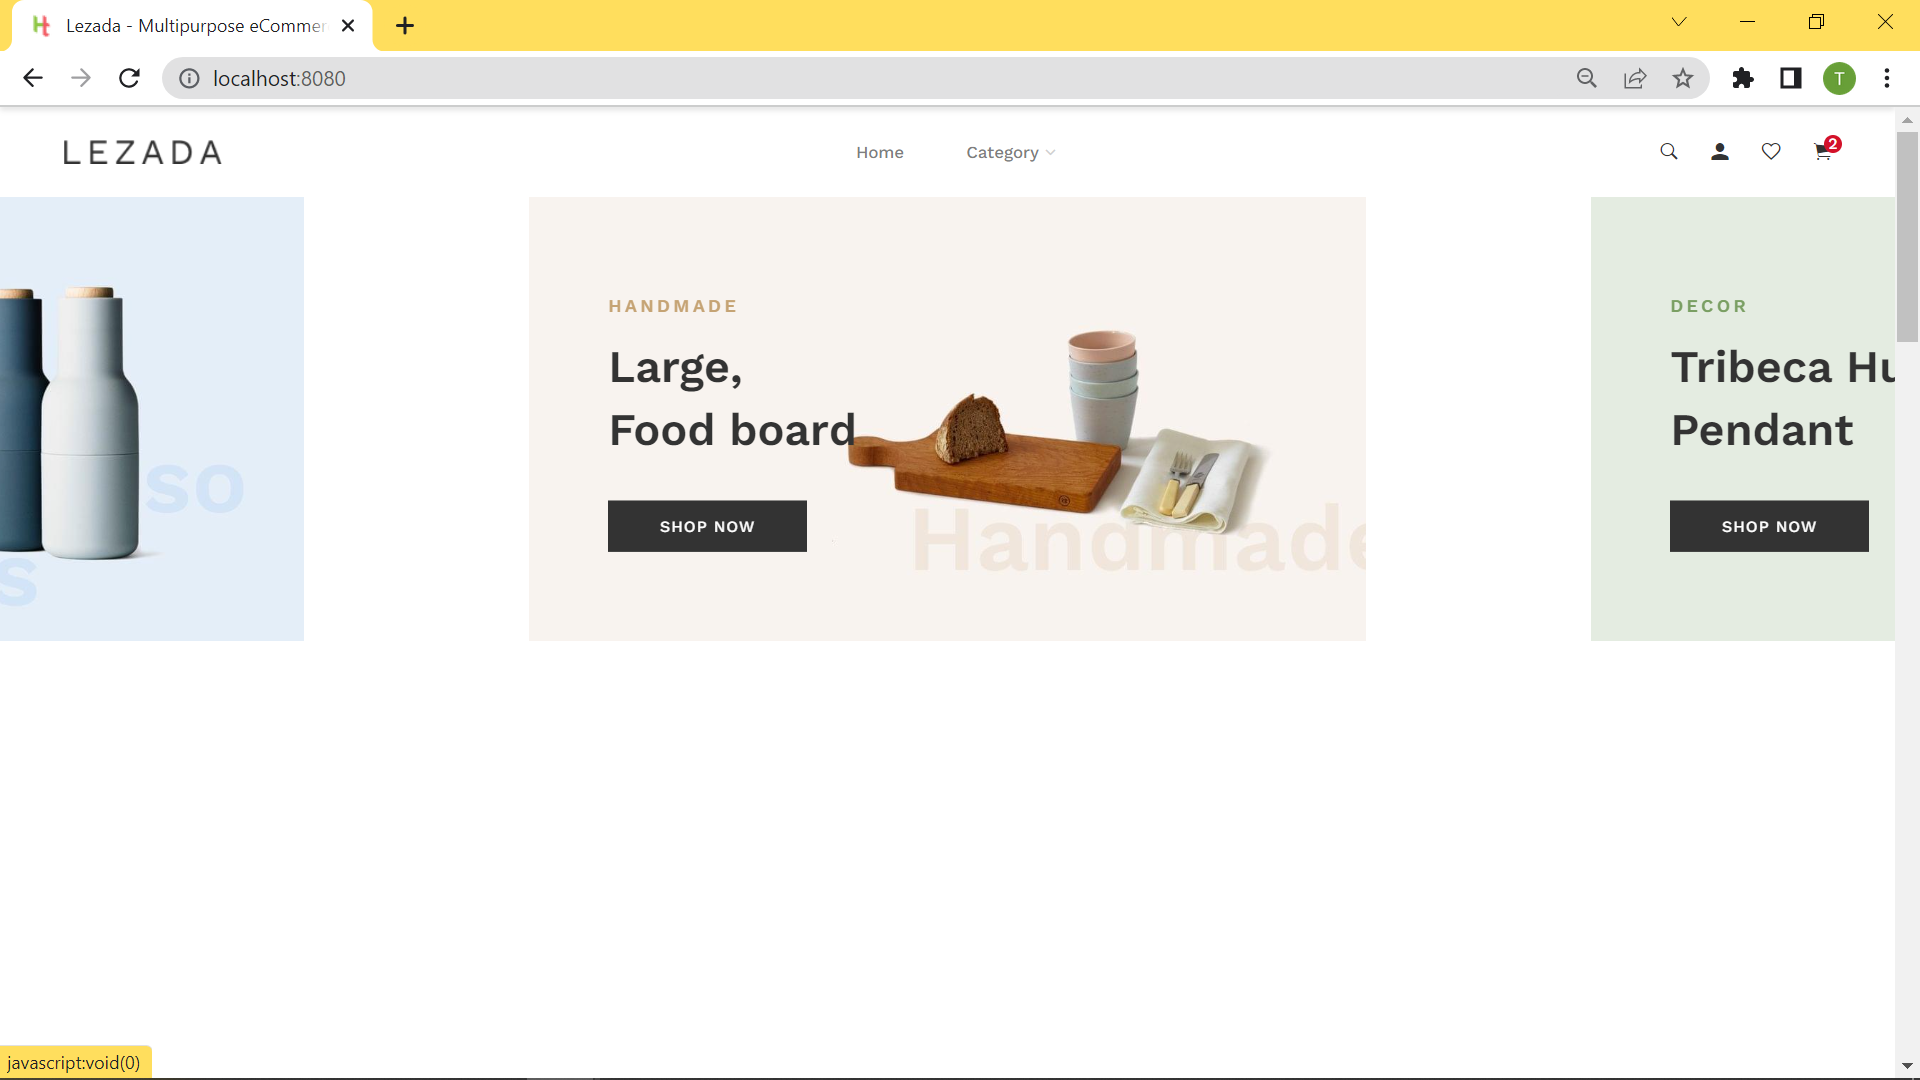 Lezada - Multipurpose eCommer
localhost:8080
LEZADA
Home
Category
2
T
so
s
HANDMADE
Large,
Food board
SHOP NOW
Handmade
DECOR
Tribeca Hu
Pendant
SHOP NOW
javascript:void(0)